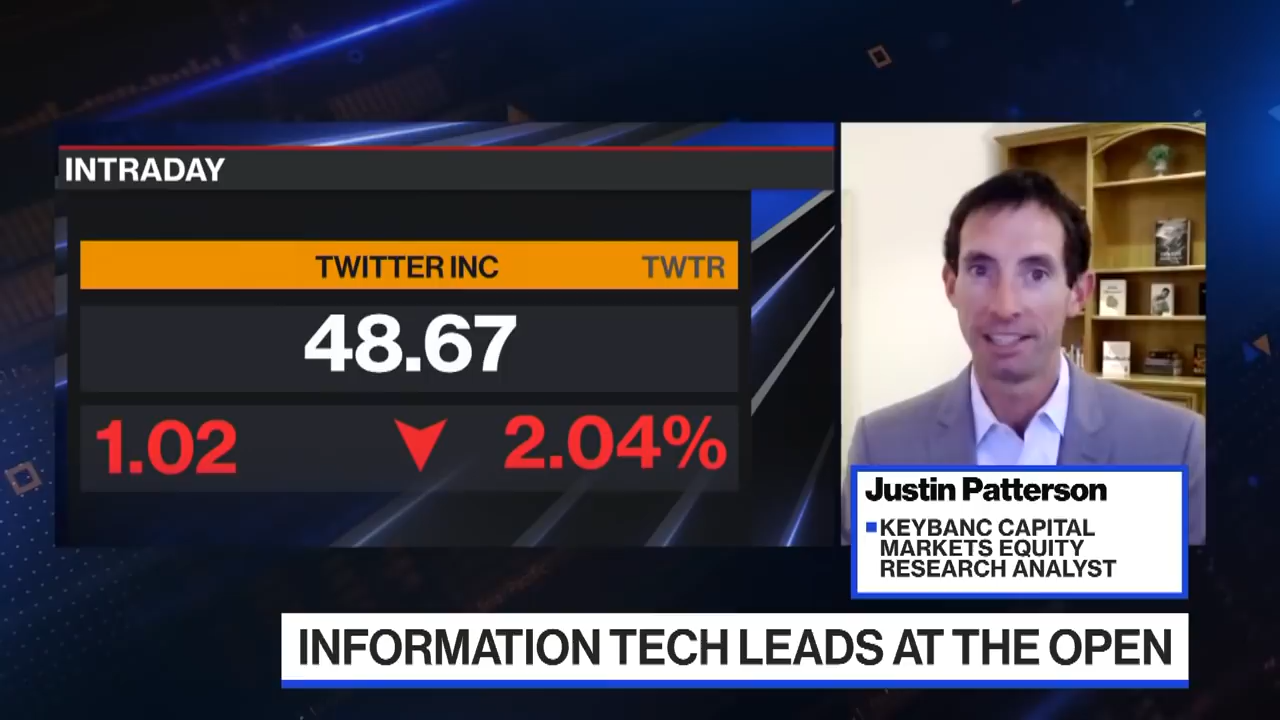 INTRADAY
TWITTER INC TWTR
48.67
1.02 2.04%
Justin Patterson
KEYBANC CAPITAL
MARKETS EQUITY
RESEARCH ANALYST
INFORMATION TECH LEADS AT THE OPEN